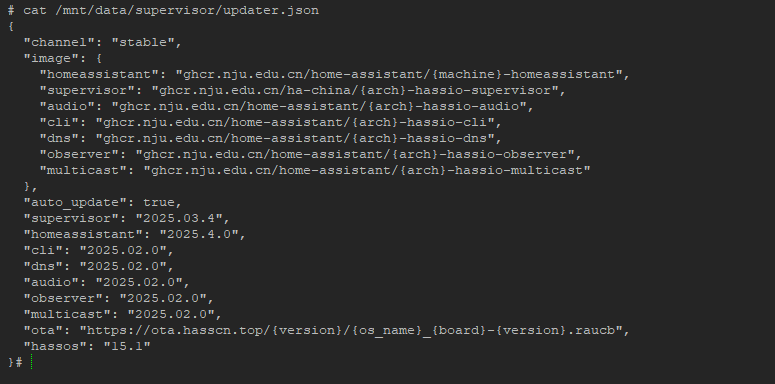 # cat /mnt/data/supervisor/updater.json
{
  "channel": "stable",
  "image": {
    "homeassistant": "ghcr.nju.edu.cn/home-assistant/{machine}-homeassistant",
    "supervisor": "ghcr.nju.edu.cn/ha-china/{arch}-hassio-supervisor",
    "audio": "ghcr.nju.edu.cn/home-assistant/{arch}-hassio-audio",
    "cli": "ghcr.nju.edu.cn/home-assistant/{arch}-hassio-cli",
    "dns": "ghcr.nju.edu.cn/home-assistant/{arch}-hassio-dns",
    "observer": "ghcr.nju.edu.cn/home-assistant/{arch}-hassio-observer",
    "multicast": "ghcr.nju.edu.cn/home-assistant/{arch}-hassio-multicast"
  },
  "auto_update": true,
  "supervisor": "2025.03.4",
  "homeassistant": "2025.4.0",
  "cli": "2025.02.0",
  "dns": "2025.02.0",
  "audio": "2025.02.0",
  "observer": "2025.02.0",
  "multicast": "2025.02.0",
  "ota": "https://ota.hasscn.top/{version}/{os_name}_{board}-{version}.raucb",
  "hassos": "15.1"
}#